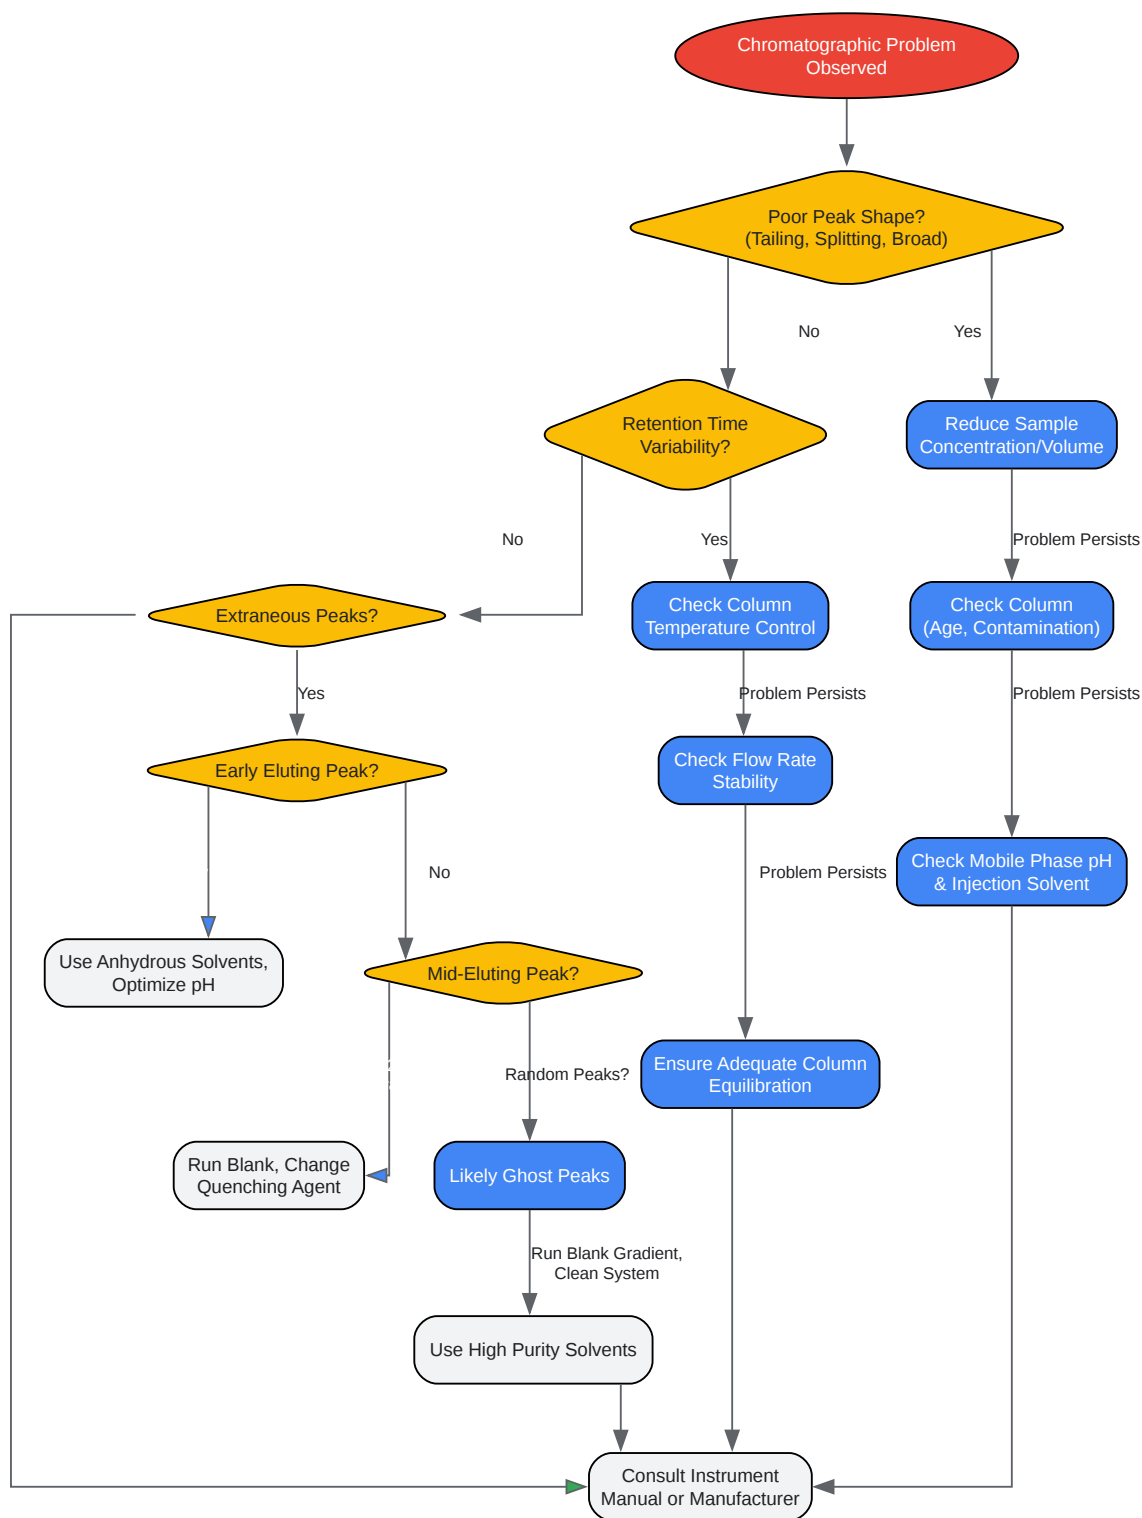 Chromatographic Problem
Observed
Poor Peak Shape?
(Tailing, Splitting, Broad)
No
Yes
Retention Time
Variability?
Reduce Sample
Concentration/Volume
No
Yes
Problem Persists
Extraneous Peaks?
Check Column
Temperature Control
Check Column
(Age, Contamination)
Yes
Problem Persists
Problem Persists
Early Eluting Peak?
Check Flow Rate
Stability
No
Problem Persists
Check Mobile Phase pH
& Injection Solvent
Use Anhydrous Solvents,
Optimize pH
Mid-Eluting Peak?
Random Peaks?
Ensure Adequate Column
Equilibration
Run Blank, Change
Quenching Agent
Likely Ghost Peaks
Run Blank Gradient,
Clean System
Use High Purity Solvents
Consult Instrument
Manual or Manufacturer